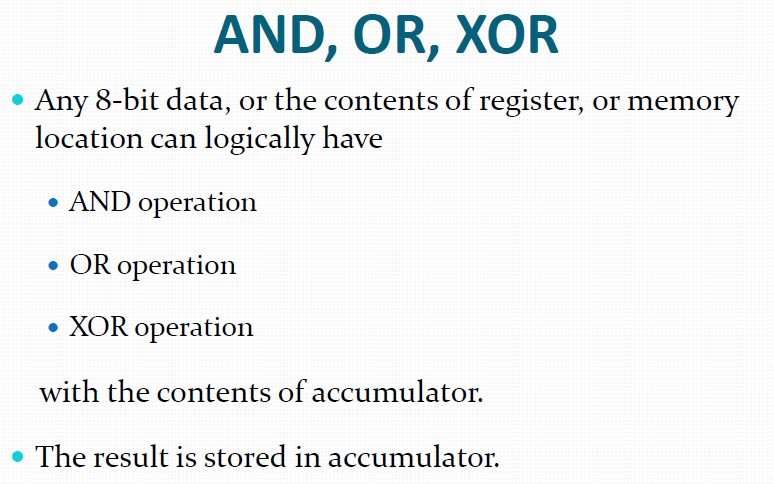 AND, OR, XOR
Any 8-bit data, or the contents of register, or memory
location can logically have
AND operation
OR operation
XOR operation
with the contents of accumulator.
The result is stored in accumulator.